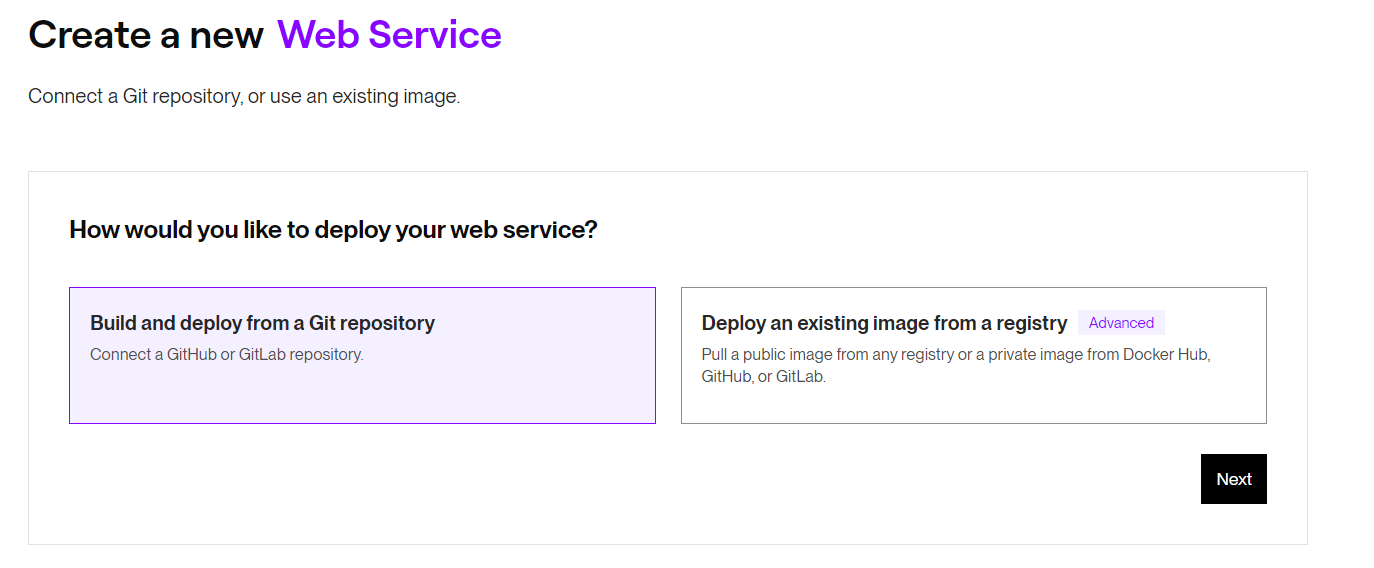 Create a new Web Service
Connect a Git repository, or use an existing image.
How would you like to deploy your web service?
Build and deploy from a Git repository
Connect a GitHub or GitLab repository.
Deploy an existing image from a registry Advanced
Pull a public image from any registry or a private image from Docker Hub,
GitHub, or GitLab.
Next